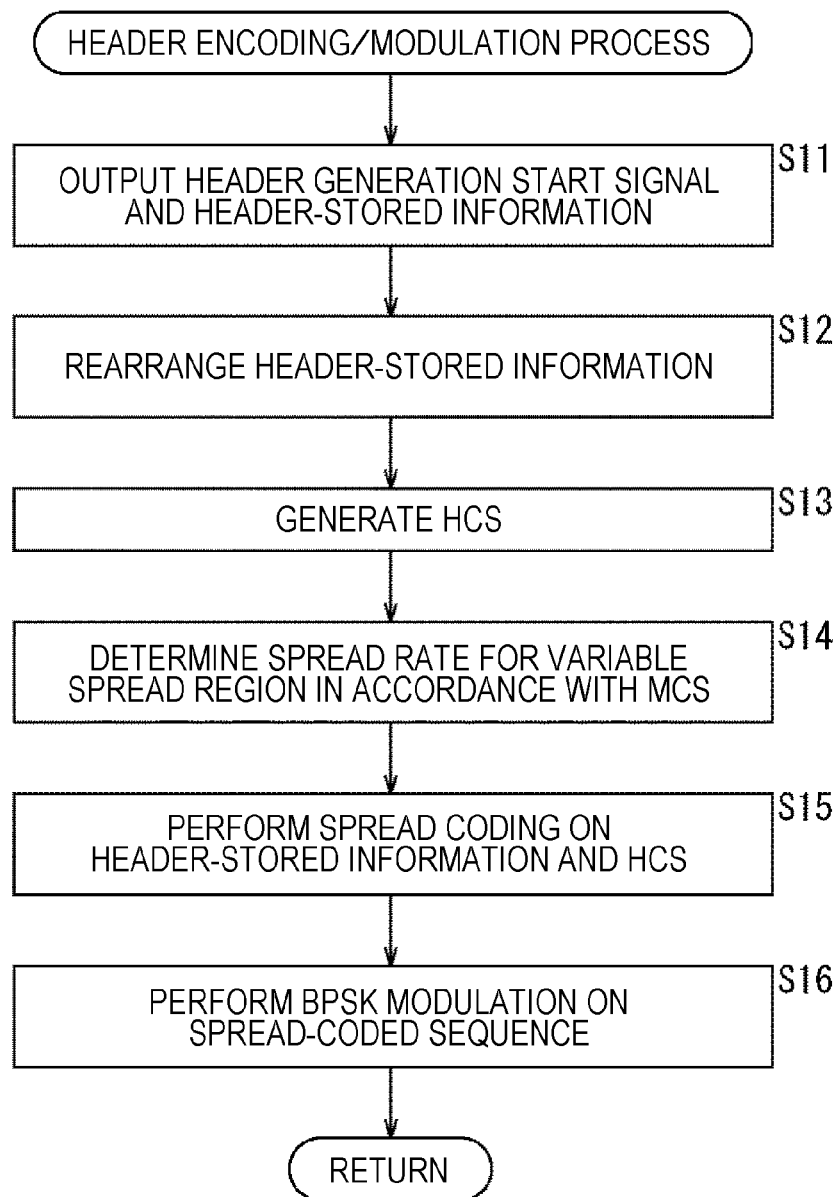 HEADER ENCODING/MODULATION PROCESS
S11
OUTPUT HEADER GENERATION START SIGNAL
AND HEADER-STORED INFORMATION
S12
REARRANGE HEADER-STORED INFORMATION
S13
GENERATE HCS
S14
DETERMINE SPREAD RATE FOR VARIABLE
SPREAD REGION IN ACCORDANCE WITH MCS
S15
PERFORM SPREAD CODING ON
HEADER-STORED INFORMATION AND HCS
S16
PERFORM BPSK MODULATION ON
SPREAD-CODED SEQUENCE
RETURN